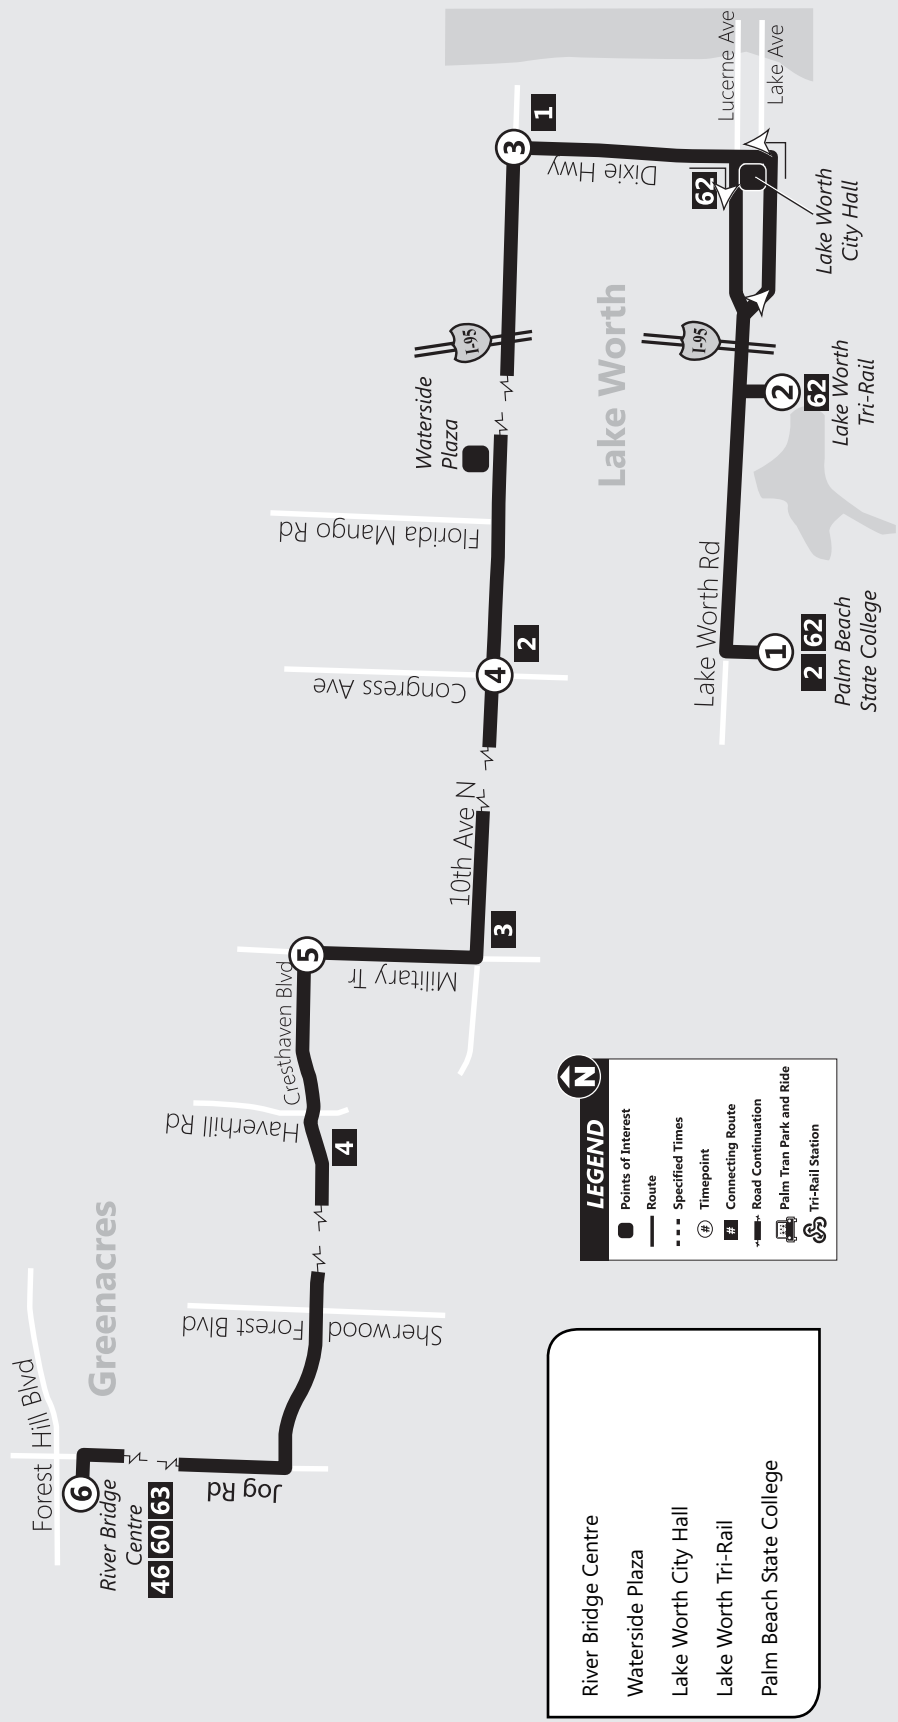 Forest Hill Blvd
6
River Bridge
Centre
46 60 63
Jog Rd
Greenacres
Sherwood Forest Blvd
Haverhill Rd
4
Cresthaven Blvd
5
Military Tr
3
10th Ave N
Congress Ave
4
2
Florida Mango Rd
Waterside
Plaza
I-95
3
1
Dixie Hwy
Lake Worth
I-95
62
Lucerne Ave
Lake Ave
Lake Worth
City Hall
2
62
Lake Worth
Tri-Rail
Lake Worth Rd
1
2 62
Palm Beach
State College
N
LEGEND
Points of Interest
Route
Specified Times
# Timepoint
# Connecting Route
Road Continuation
Palm Tran Park and Ride
Tri-Rail Station
River Bridge Centre
Waterside Plaza
Lake Worth City Hall
Lake Worth Tri-Rail
Palm Beach State College